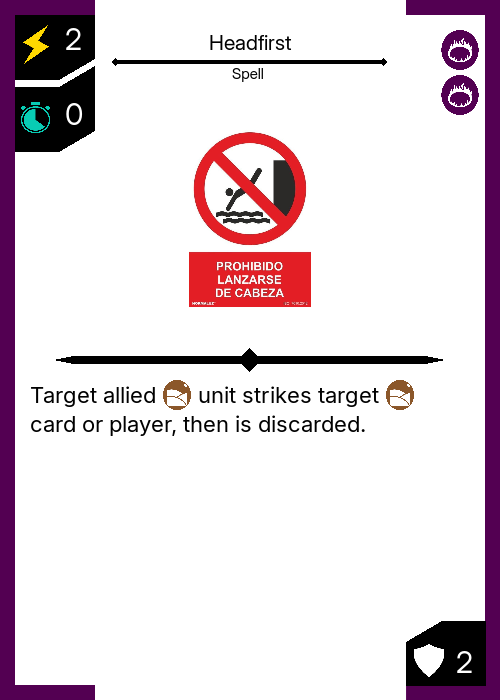 2
Headfirst
Spell
0
PROHIBIDO
LANZARSE
DE CABEZA
NORMALUZ
Target allied unit strikes target
card or player, then is discarded.
2